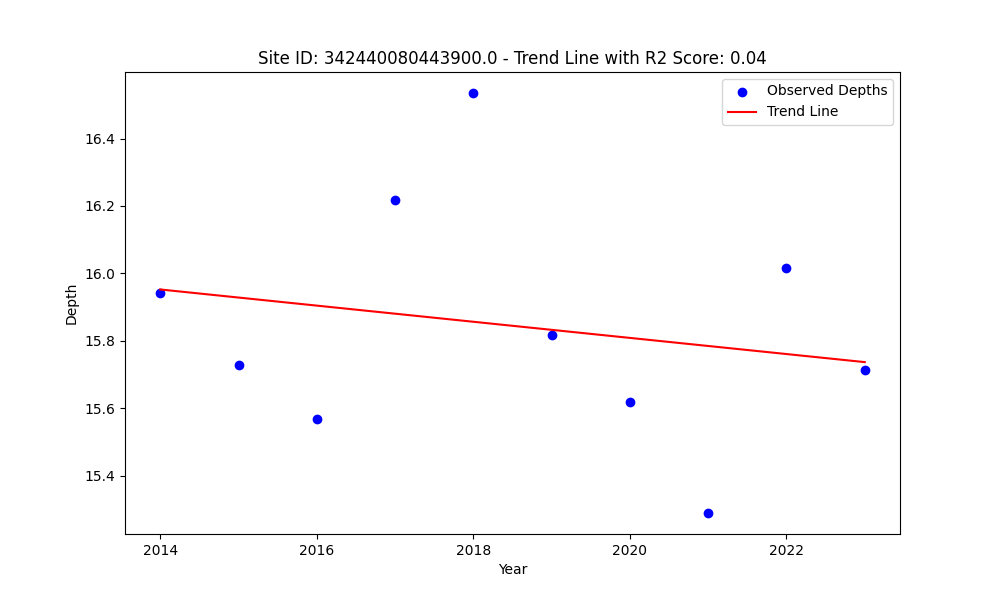 Site ID: 342440080443900.0 - Trend Line with R2 Score: 0.04
Observed Depths
Trend Line
16.4
16.2
16.0
15.8
15.6
15.4
Depth
2014
2016
2018
2020
2022
Year